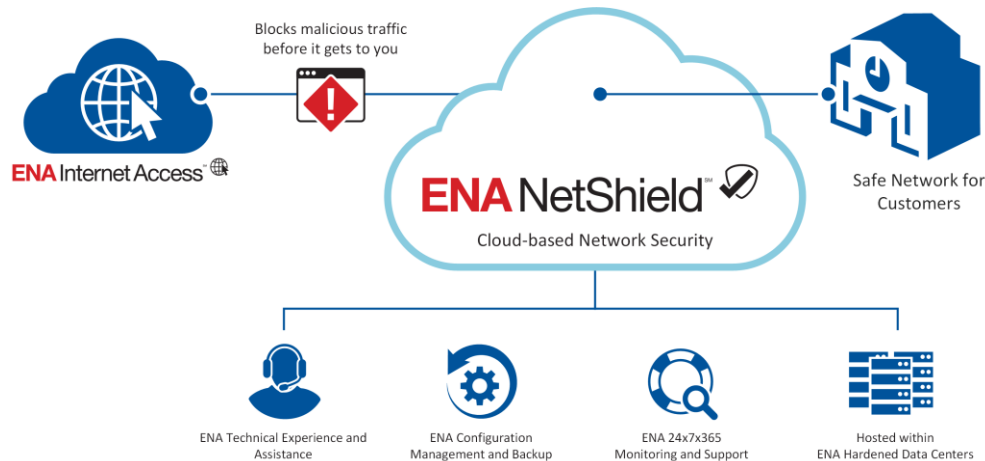 Blocks malicious traffic
before it gets to you
ENA Internet Access™
ENA NetShield℠
Cloud-based Network Security
Safe Network for
Customers
ENA Technical Experience and
Assistance
ENA Configuration
Management and Backup
ENA 24x7x365
Monitoring and Support
Hosted within
ENA Hardened Data Centers